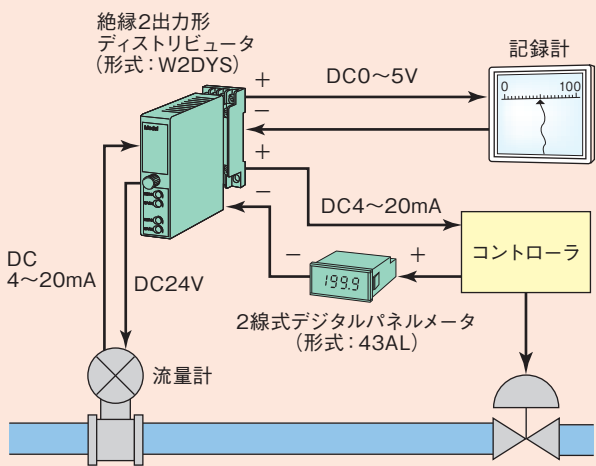 絶縁2出力形
ディストリビュータ
（形式：W2DYS）
記録計
+
DC0～5V
0 100
−
+
−
DC4～20mA
コントローラ
DC
4～20mA
DC24V
−
+
199.9
2線式デジタルパネルメータ
（形式：43AL）
流量計